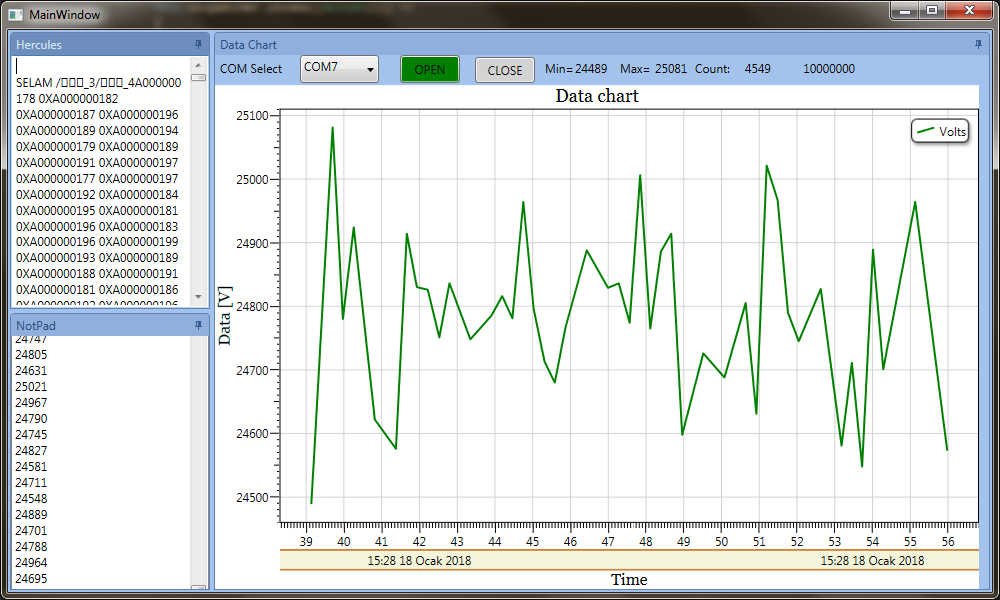 MainWindow
Hercules
SELAM /□□□_3/□□□_4A000000
178 0XA000000182
0XA000000187 0XA000000196
0XA000000189 0XA000000194
0XA000000179 0XA000000189
0XA000000191 0XA000000197
0XA000000177 0XA000000197
0XA000000192 0XA000000184
0XA000000195 0XA000000181
0XA000000196 0XA000000183
0XA000000196 0XA000000199
0XA000000193 0XA000000189
0XA000000188 0XA000000191
0XA000000181 0XA000000186
NotPad
24747
24805
24631
25021
24967
24790
24745
24827
24581
24711
24548
24889
24701
24788
24964
24695
Data Chart
COM Select COM7 OPEN CLOSE Min= 24489 Max= 25081 Count: 4549 10000000
Data chart
Volts
Data [V]
25100
25000
24900
24800
24700
24600
24500
39 40 41 42 43 44 45 46 47 48 49 50 51 52 53 54 55 56
15:28 18 Ocak 2018 15:28 18 Ocak 2018
Time